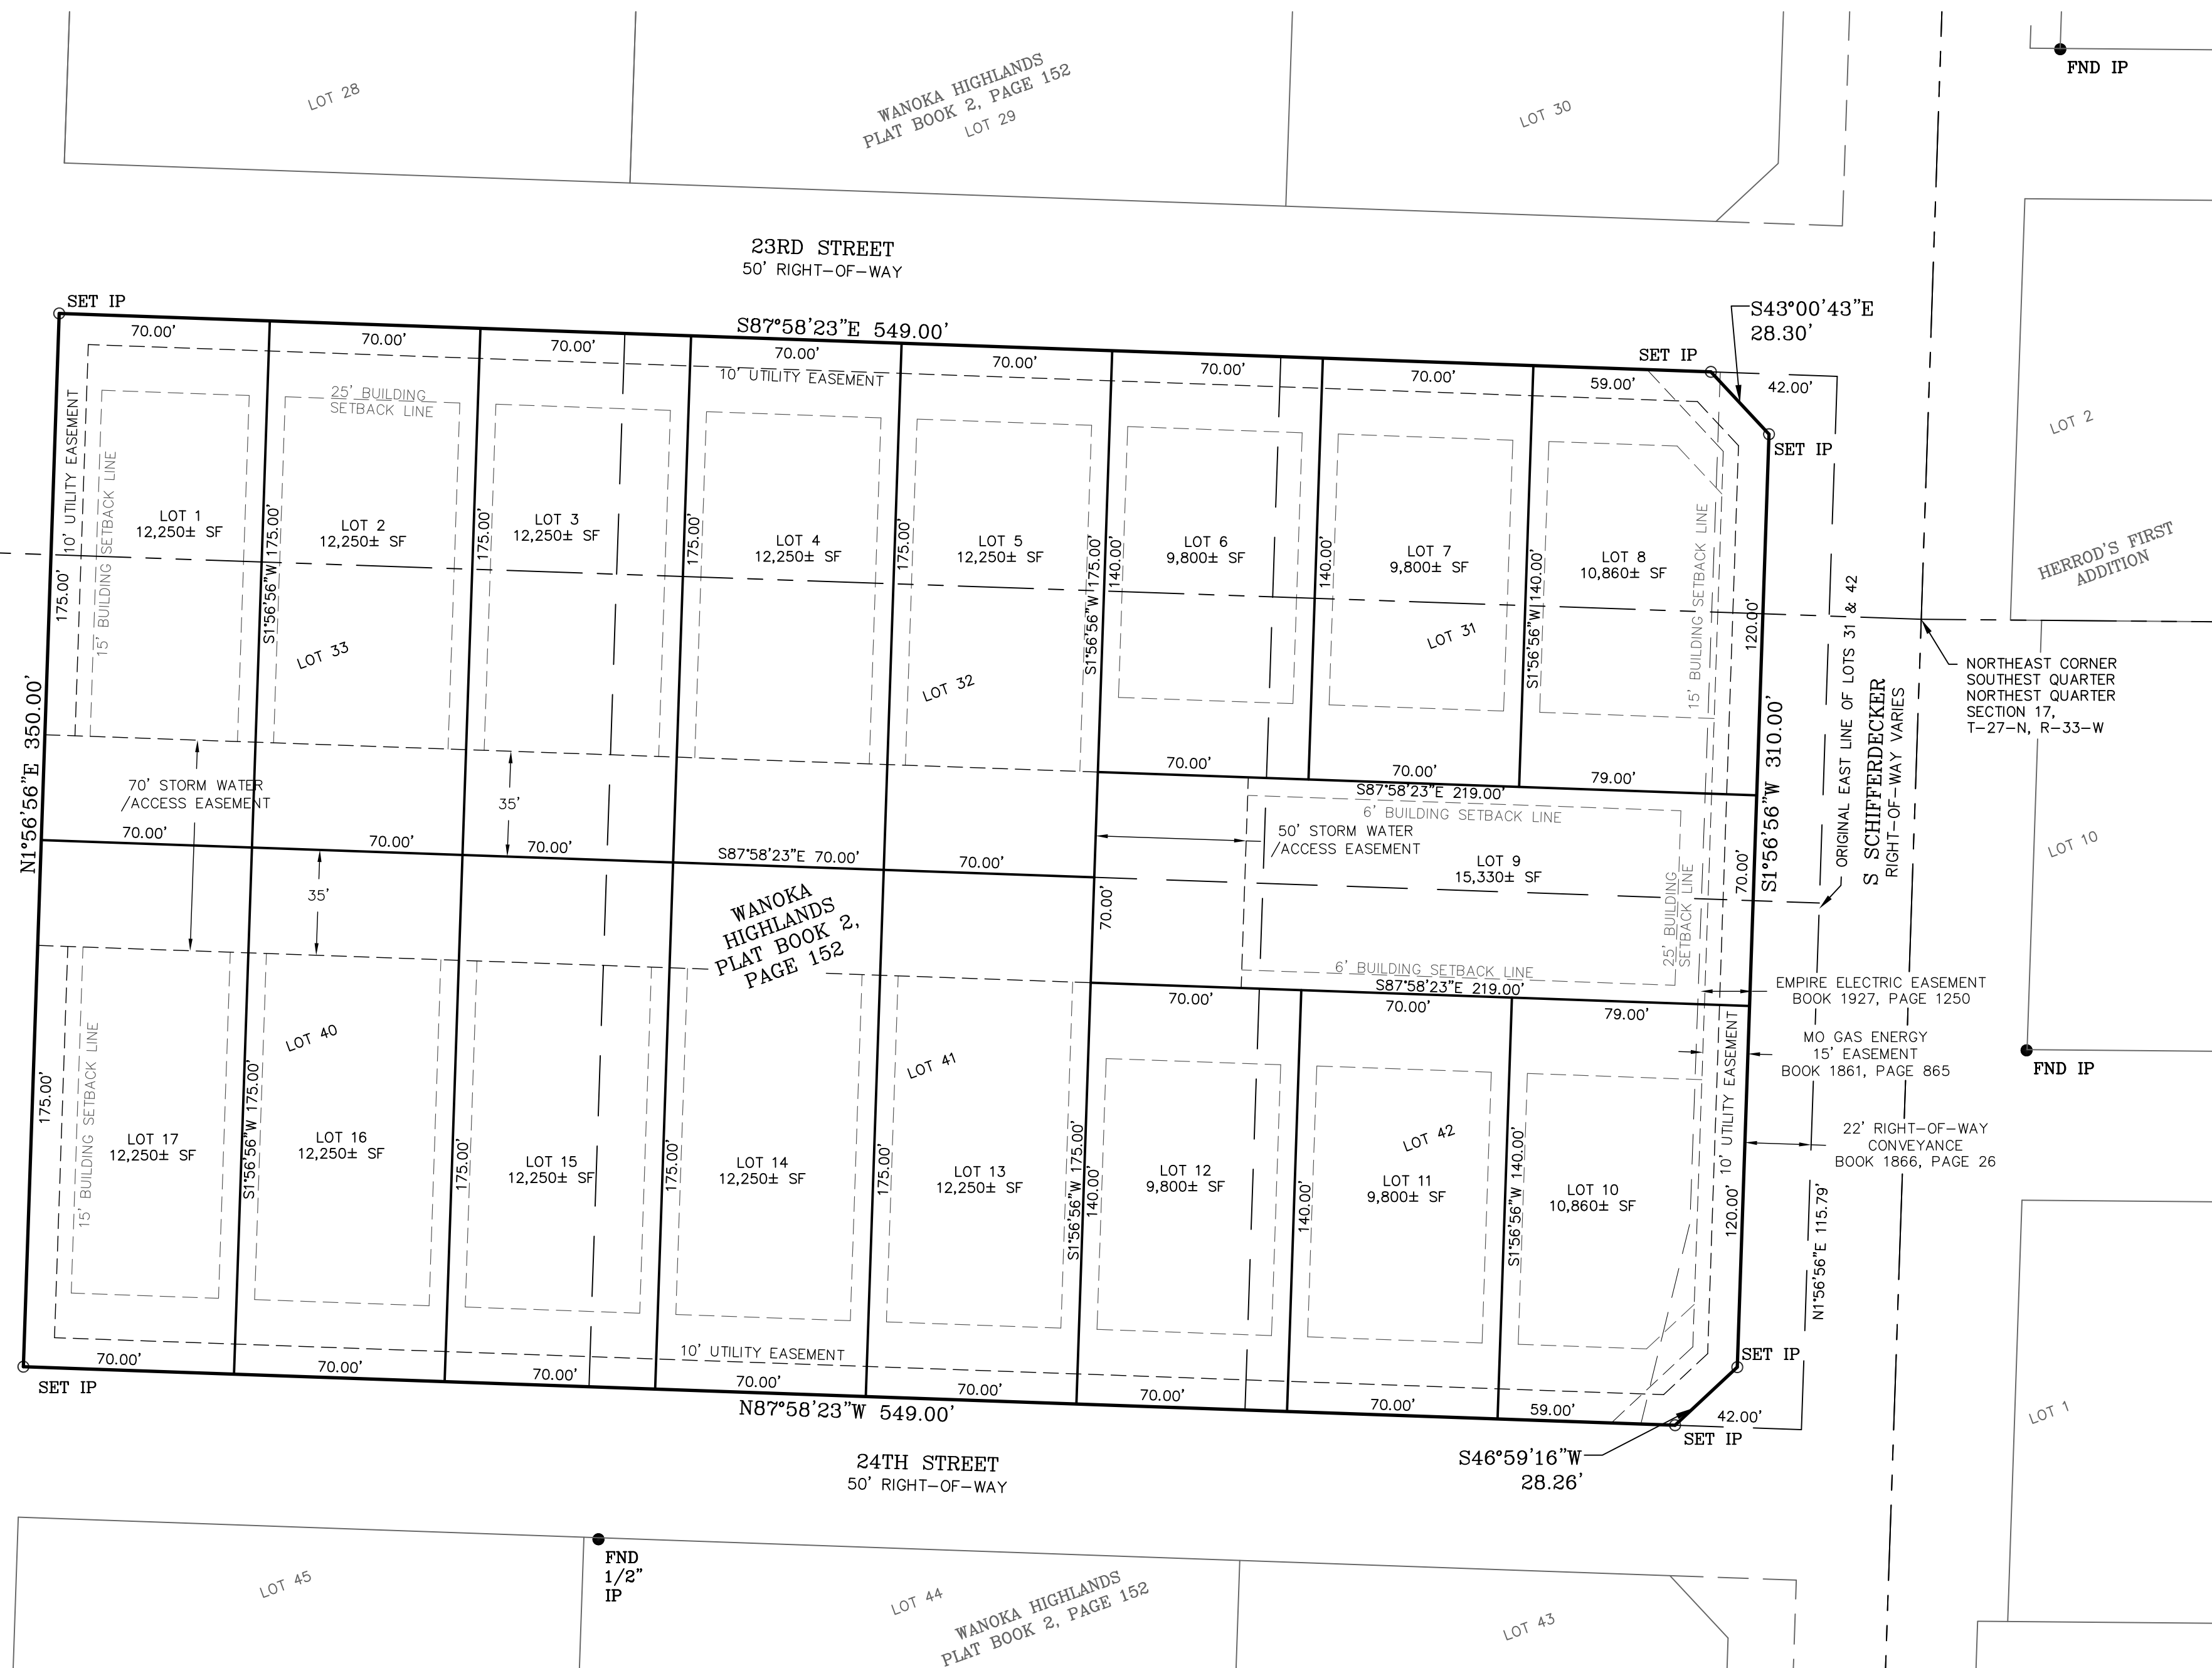 LOT 28
WANOKA HIGHLANDS
PLAT BOOK 2, PAGE 152
LOT 29
LOT 30
FND IP
23RD STREET
50' RIGHT-OF-WAY
SET IP
S87°58'23"E 549.00'
SET IP
S43°00'43"E
28.30'
70.00'
70.00'
70.00'
70.00'
70.00'
70.00'
70.00'
59.00'
42.00'
SET IP
10' UTILITY EASEMENT
10' UTILITY EASEMENT
25' BUILDING
SETBACK LINE
15' BUILDING SETBACK LINE
LOT 1
12,250± SF
LOT 2
12,250± SF
LOT 3
12,250± SF
LOT 4
12,250± SF
LOT 5
12,250± SF
LOT 6
9,800± SF
LOT 7
9,800± SF
LOT 8
10,860± SF
15' BUILDING SETBACK LINE
175.00'
S1°56'56"W 175.00'
175.00'
175.00'
175.00'
S1°56'56"W 175.00'
140.00'
140.00'
S1°56'56"W 140.00'
120.00'
LOT 33
LOT 32
LOT 31
LOT 2
HERROD'S FIRST
ADDITION
NORTHEAST CORNER
SOUTHEST QUARTER
NORTHEST QUARTER
SECTION 17,
T-27-N, R-33-W
ORIGINAL EAST LINE OF LOTS 31 & 42
S SCHIFFERDECKER
RIGHT-OF-WAY VARIES
N1°56'56"E 350.00'
S1°56'56"W 310.00'
70' STORM WATER
/ACCESS EASEMENT
35'
35'
70.00'
70.00'
70.00'
S87°58'23"E 70.00'
70.00'
70.00'
70.00'
79.00'
S87°58'23"E 219.00'
6' BUILDING SETBACK LINE
50' STORM WATER
/ACCESS EASEMENT
LOT 9
15,330± SF
70.00'
70.00'
25' BUILDING
SETBACK LINE
6' BUILDING SETBACK LINE
S87°58'23"E 219.00'
70.00'
70.00'
79.00'
LOT 10
WANOKA
HIGHLANDS
PLAT BOOK 2,
PAGE 152
EMPIRE ELECTRIC EASEMENT
BOOK 1927, PAGE 1250
MO GAS ENERGY
15' EASEMENT
BOOK 1861, PAGE 865
FND IP
22' RIGHT-OF-WAY
CONVEYANCE
BOOK 1866, PAGE 26
LOT 40
LOT 41
LOT 42
15' BUILDING SETBACK LINE
10' UTILITY EASEMENT
175.00'
S1°56'56"W 175.00'
175.00'
175.00'
175.00'
S1°56'56"W 175.00'
140.00'
140.00'
S1°56'56"W 140.00'
120.00'
N1°56'56"E 115.79'
LOT 17
12,250± SF
LOT 16
12,250± SF
LOT 15
12,250± SF
LOT 14
12,250± SF
LOT 13
12,250± SF
LOT 12
9,800± SF
LOT 11
9,800± SF
LOT 10
10,860± SF
10' UTILITY EASEMENT
SET IP
70.00'
70.00'
70.00'
70.00'
70.00'
70.00'
70.00'
59.00'
42.00'
SET IP
SET IP
N87°58'23"W 549.00'
24TH STREET
50' RIGHT-OF-WAY
S46°59'16"W
28.26'
LOT 1
FND
1/2"
IP
LOT 45
LOT 44
WANOKA HIGHLANDS
PLAT BOOK 2, PAGE 152
LOT 43